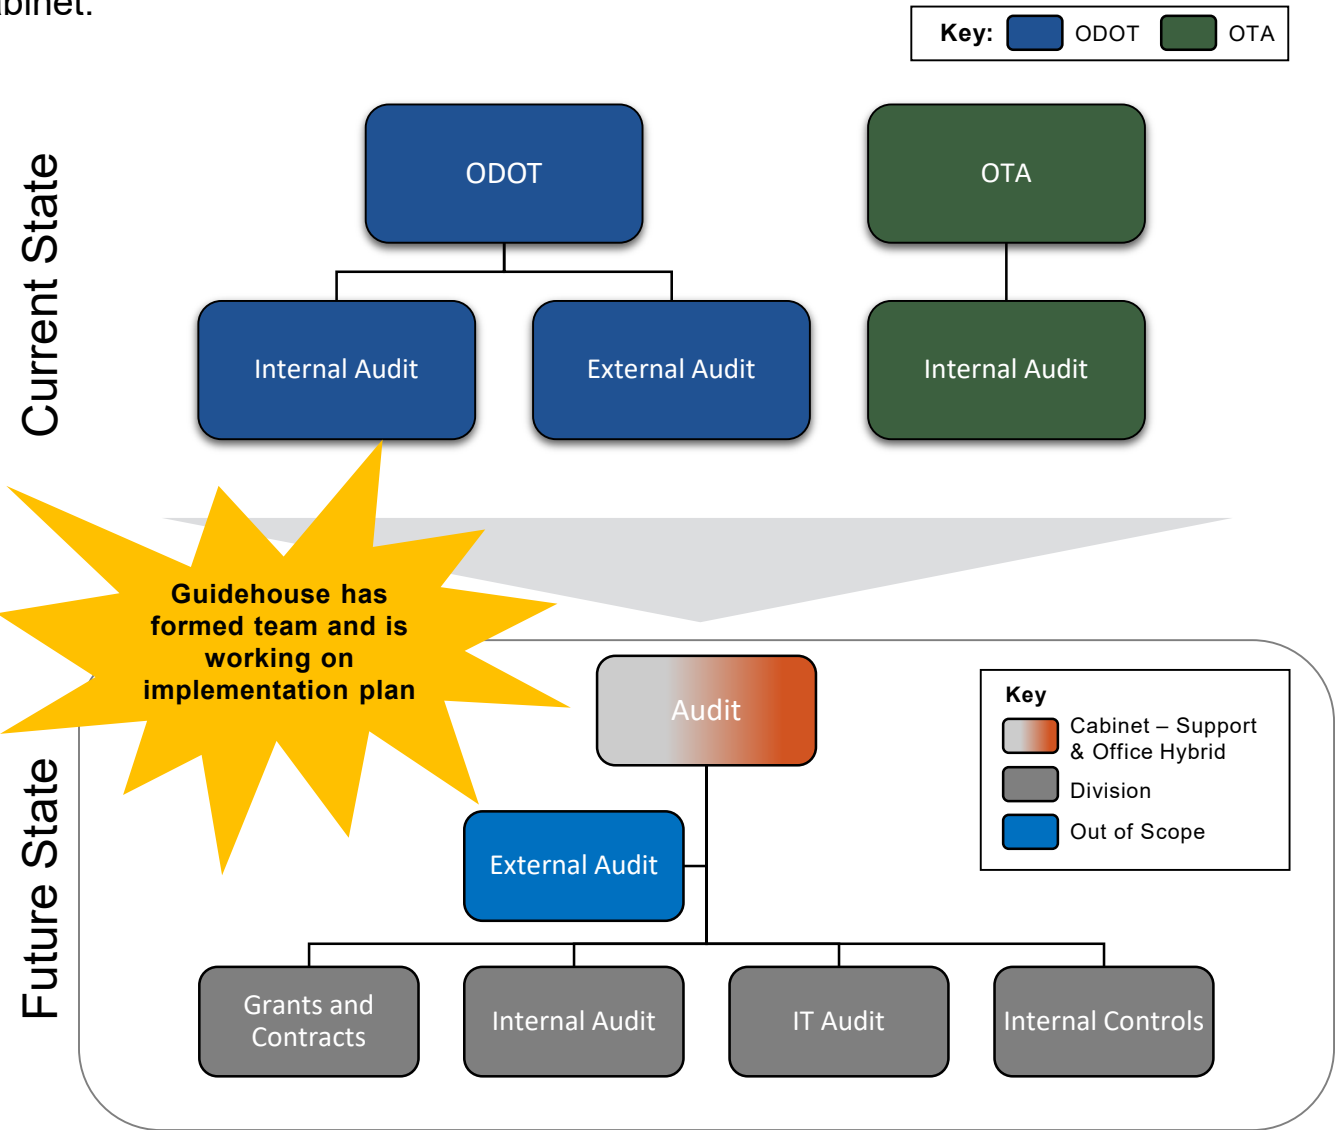 Key: ODOT OTA
Current State
ODOT
OTA
Internal Audit
External Audit
Internal Audit
Guidehouse has
formed team and is
working on
implementation plan
Future State
Audit
Key
Cabinet – Support
& Office Hybrid
Division
Out of Scope
External Audit
Grants and
Contracts
Internal Audit
IT Audit
Internal Controls